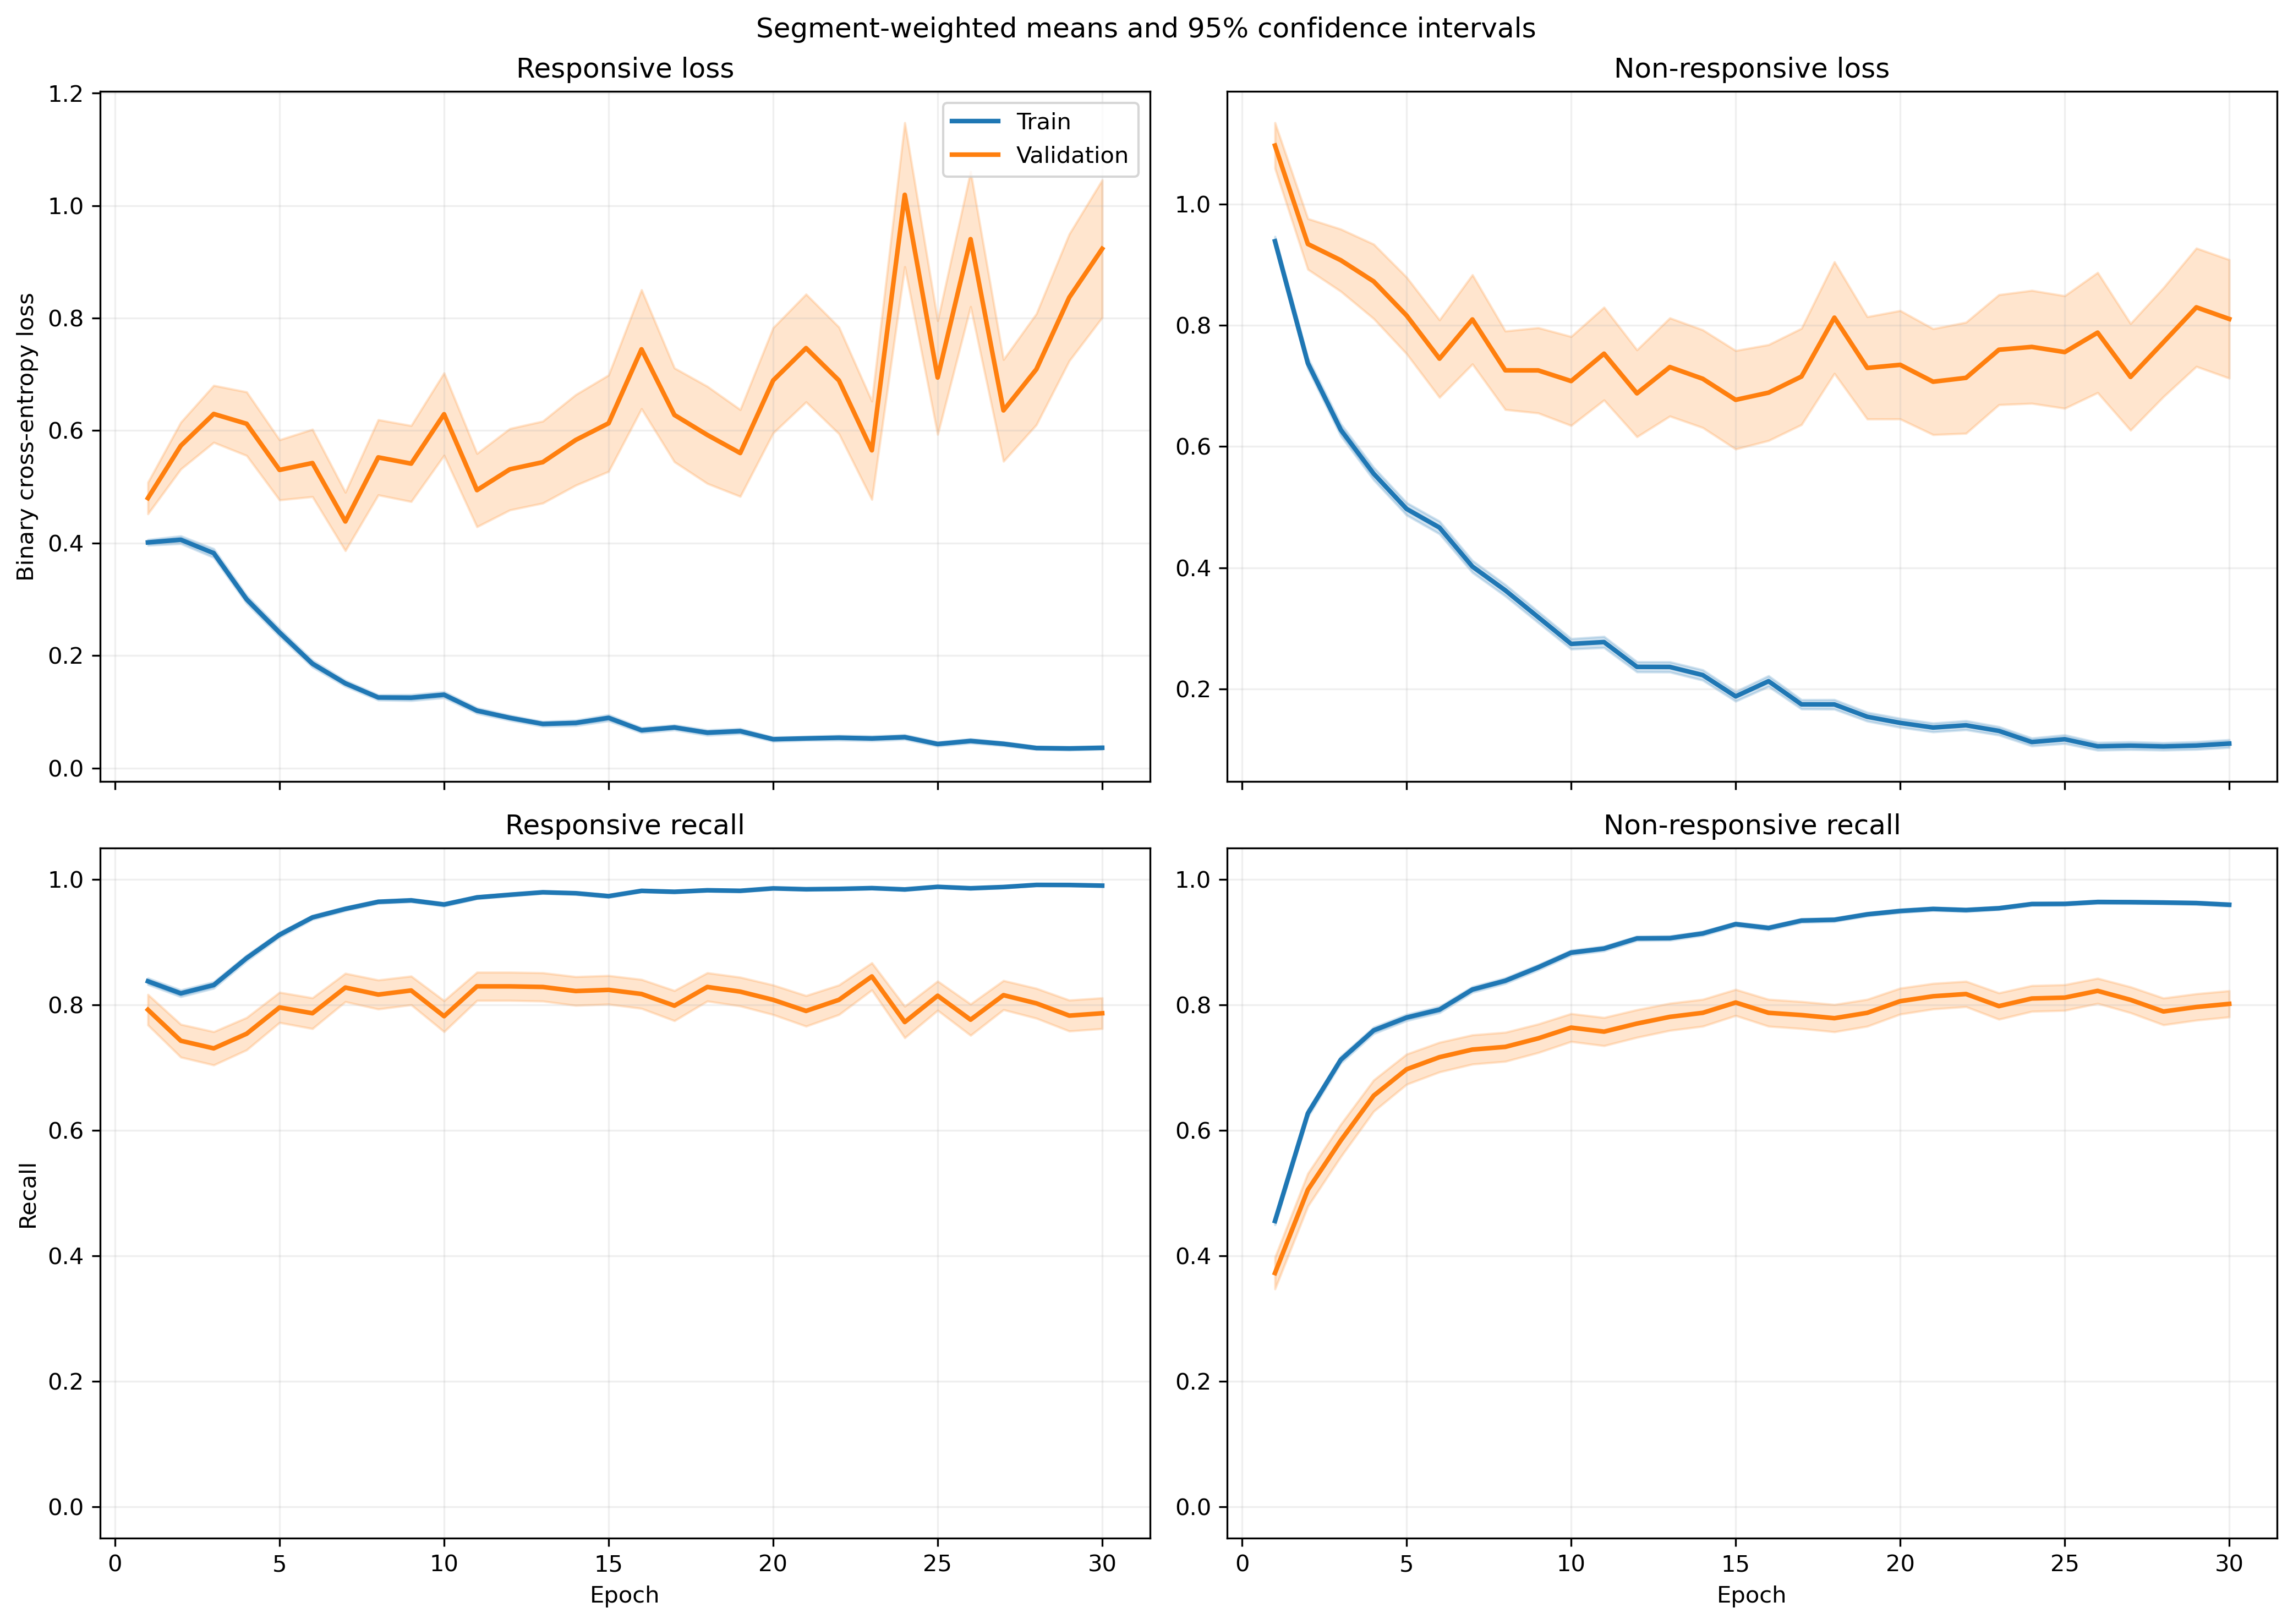 Segment-weighted means and 95% confidence intervals
Responsive loss
Non-responsive loss
Train
Validation
Binary cross-entropy loss
1.2
1.0
0.8
0.6
0.4
0.2
0.0
1.0
0.8
0.6
0.4
0.2
Responsive recall
Non-responsive recall
Recall
1.0
0.8
0.6
0.4
0.2
0.0
0 5 10 15 20 25 30
Epoch
1.0
0.8
0.6
0.4
0.2
0.0
0 5 10 15 20 25 30
Epoch